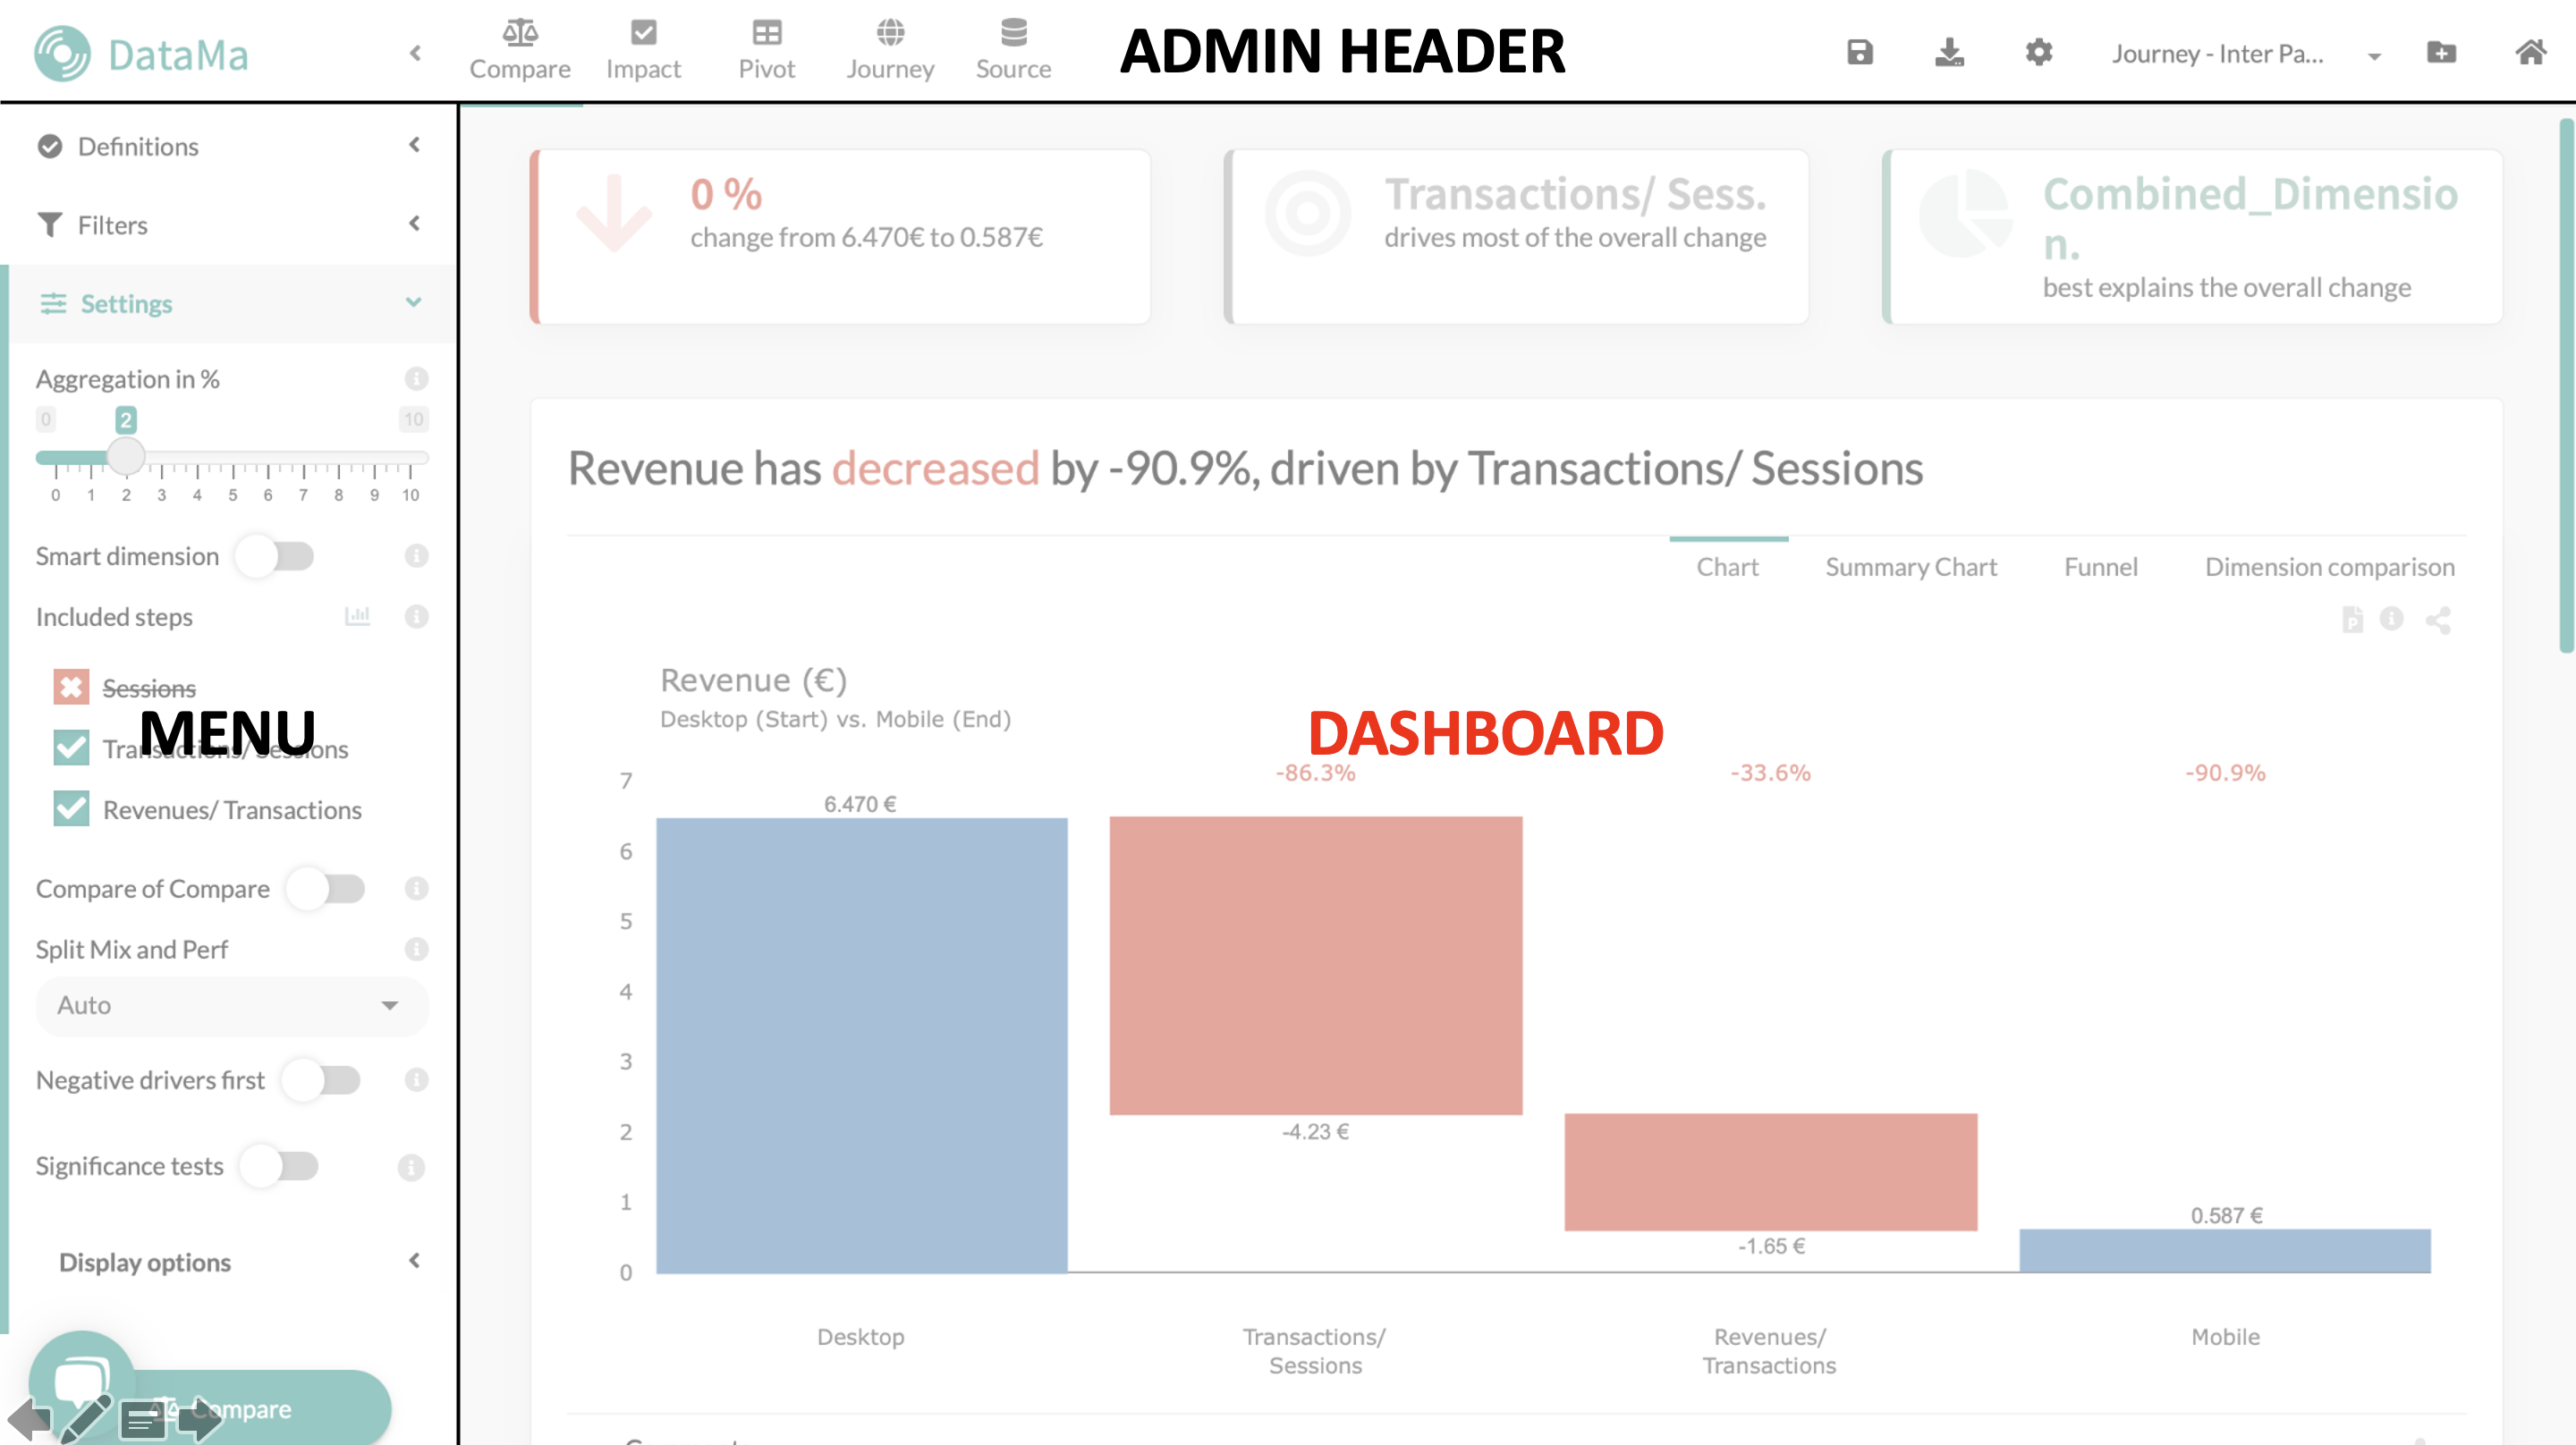 DataMa
Compare
Impact
Pivot
Journey
Source
ADMIN HEADER
Journey - Inter Pa...
Definitions
Filters
Settings
Aggregation in %
0
2
10
0 1 2 3 4 5 6 7 8 9 10
Smart dimension
Included steps
Sessions
MENU
Transactions/ Sessions
Revenues/ Transactions
Compare of Compare
Split Mix and Perf
Auto
Negative drivers first
Significance tests
Display options
Compare
0 %
change from 6.470€ to 0.587€
Transactions/ Sess.
drives most of the overall change
Combined_Dimensio
n.
best explains the overall change
Revenue has decreased by -90.9%, driven by Transactions/ Sessions
Chart
Summary Chart
Funnel
Dimension comparison
Revenue (€)
Desktop (Start) vs. Mobile (End)
DASHBOARD
-86.3%
-33.6%
-90.9%
7
6
5
4
3
2
1
0
6.470 €
-4.23 €
-1.65 €
0.587 €
Desktop
Transactions/
Sessions
Revenues/
Transactions
Mobile